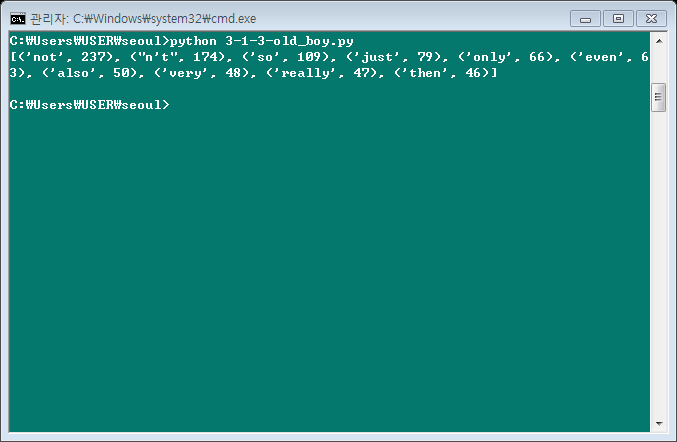 관리자: C:₩Windows₩system32₩cmd.exe
C:₩Users₩USER₩seoul>python 3-1-3-old_boy.py
[('not', 237), ("n't", 174), ('so', 109), ('just', 79), ('only', 66), ('even', 6
3), ('also', 50), ('very', 48), ('really', 47), ('then', 46)]
C:₩Users₩USER₩seoul>